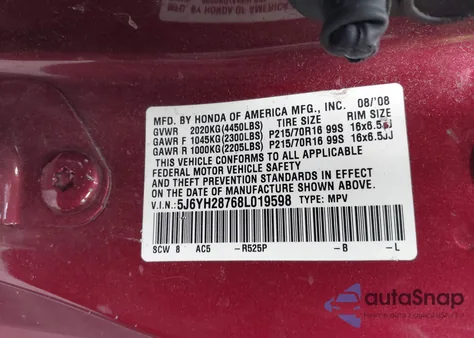 MFD. BY HONDA OF AMERICA MFG., INC. 08/'08
GVWR 2020KG(4450LBS) TIRE SIZE RIM SIZE
GAWR F 1045KG(2300LBS) P215/70R16 99S 16x6.5JJ
GAWR R 1000KG(2205LBS) P215/70R16 99S 16x6.5JJ
THIS VEHICLE CONFORMS TO ALL APPLICABLE
FEDERAL MOTOR VEHICLE SAFETY
AND THEFT PREVENTION STANDARDS IN EFFECT ON
THE DATE OF MANUFACTURE SHOWN ABOVE.
V.I.N.: 5J6YH28768L019598 TYPE: MPV
SCW 8 AC5 -R525P -B -L
autoSnap